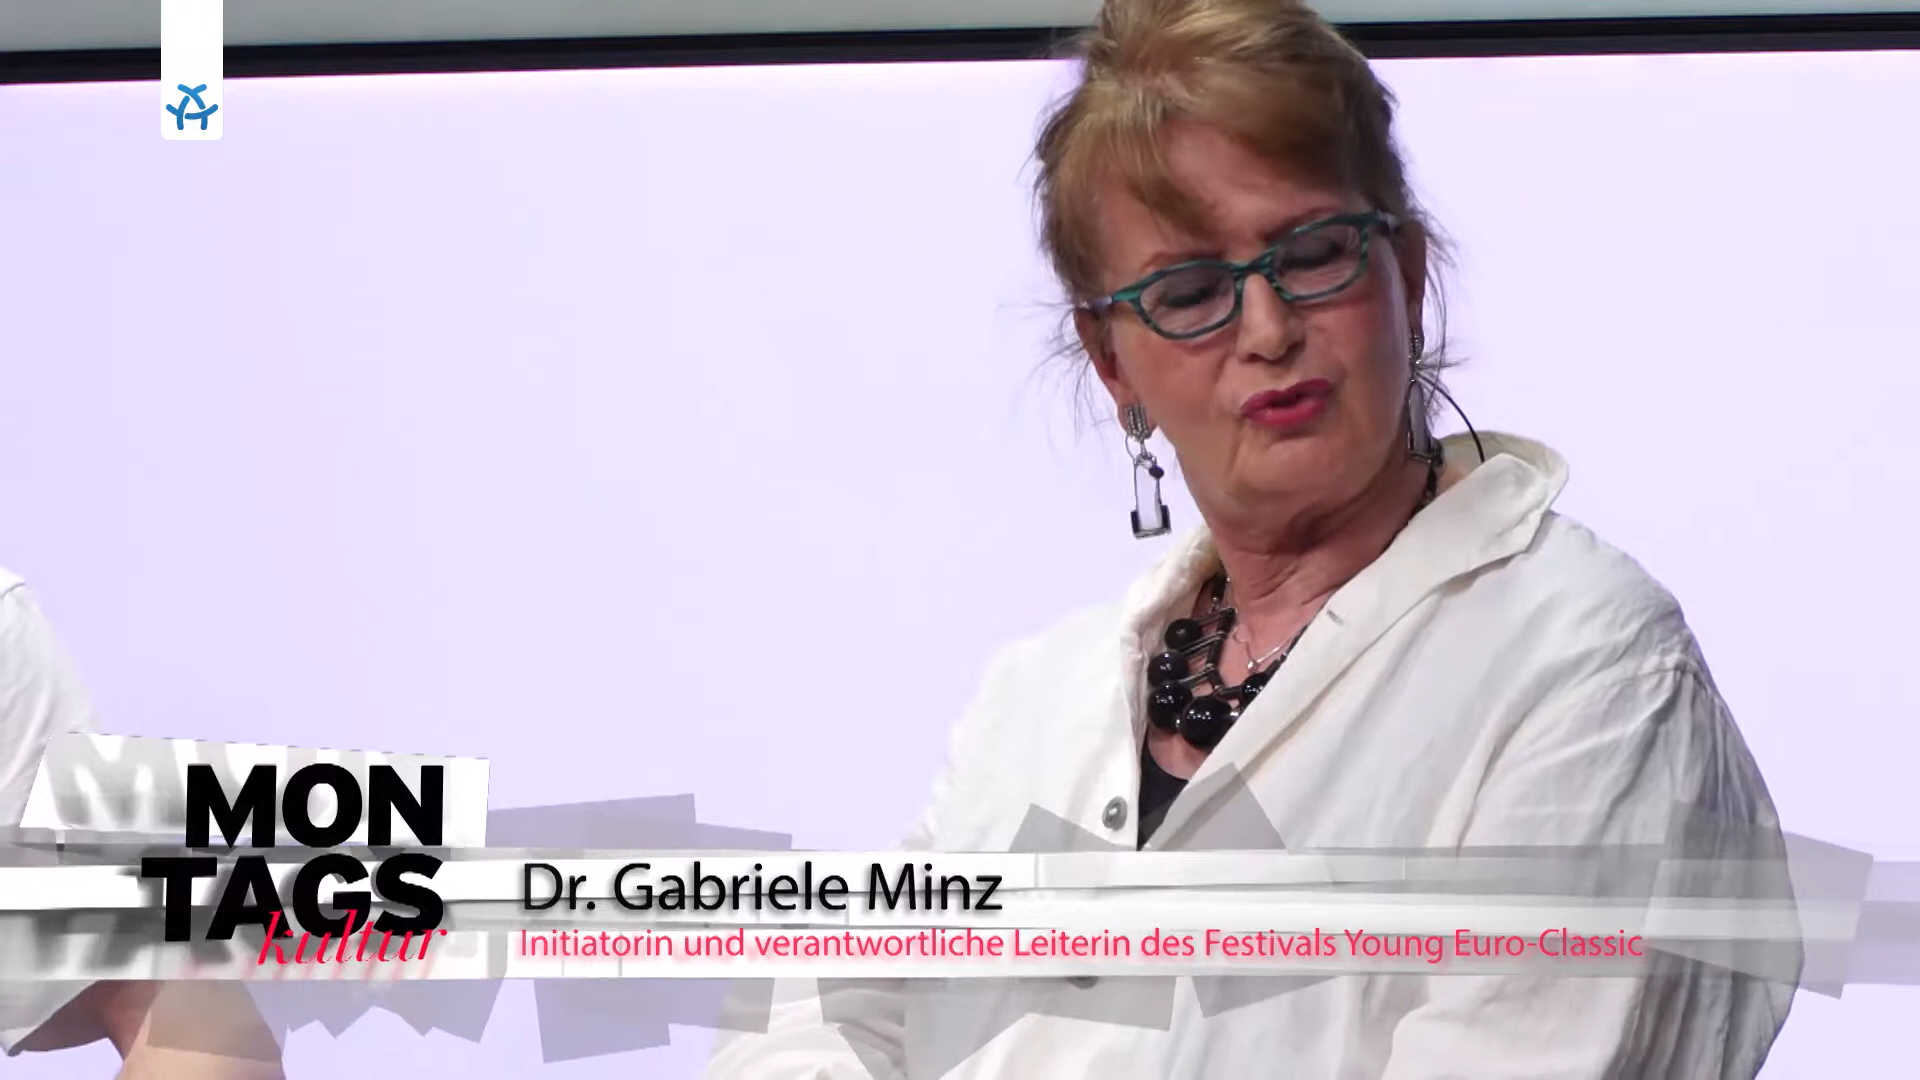 MON
TAGS
kultur
Dr. Gabriele Minz
Initiatorin und verantwortliche Leiterin des Festivals Young Euro-Classic